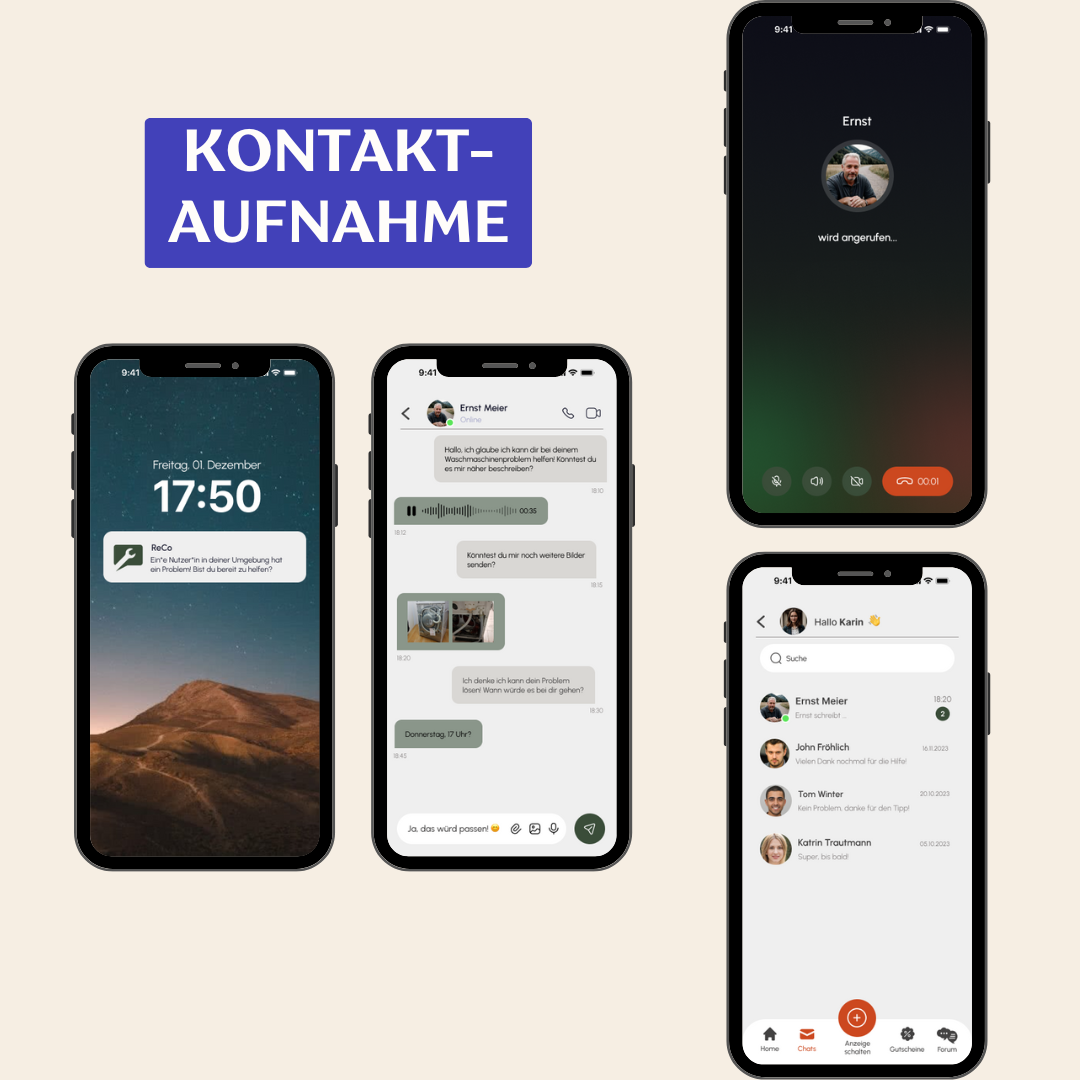 KONTAKT-
AUFNAHME
9:41
Freitag, 01. Dezember
17:50
ReCo
Ein*e Nutzer*in in deiner Umgebung hat
ein Problem! Bist du bereit zu helfen?
9:41
Ernst Meier
Online
Hallo, ich glaube ich kann dir bei deinem
Waschmaschinenproblem helfen! Könntest du
es mir näher beschreiben?
18:10
00:35
18:12
Könntest du mir noch weitere Bilder
senden?
18:15
18:20
Ich denke ich kann dein Problem
lösen! Wann würde es bei dir gehen?
18:30
Donnerstag, 17 Uhr?
18:43
Ja, das würd passen! 😊
9:41
Ernst
wird angerufen...
00:01
9:41
Hallo Karin 👋
Suche
Ernst Meier
18:20
Ernst schreibt ...
2
John Fröhlich
16.11.2023
Vielen Dank nochmal für die Hilfe!
Tom Winter
20.10.2023
Kein Problem, danke für den Tipp!
Katrin Trautmann
05.10.2023
Super, bis bald!
Home
Chats
Anzeige
schalten
Gutscheine
Forum